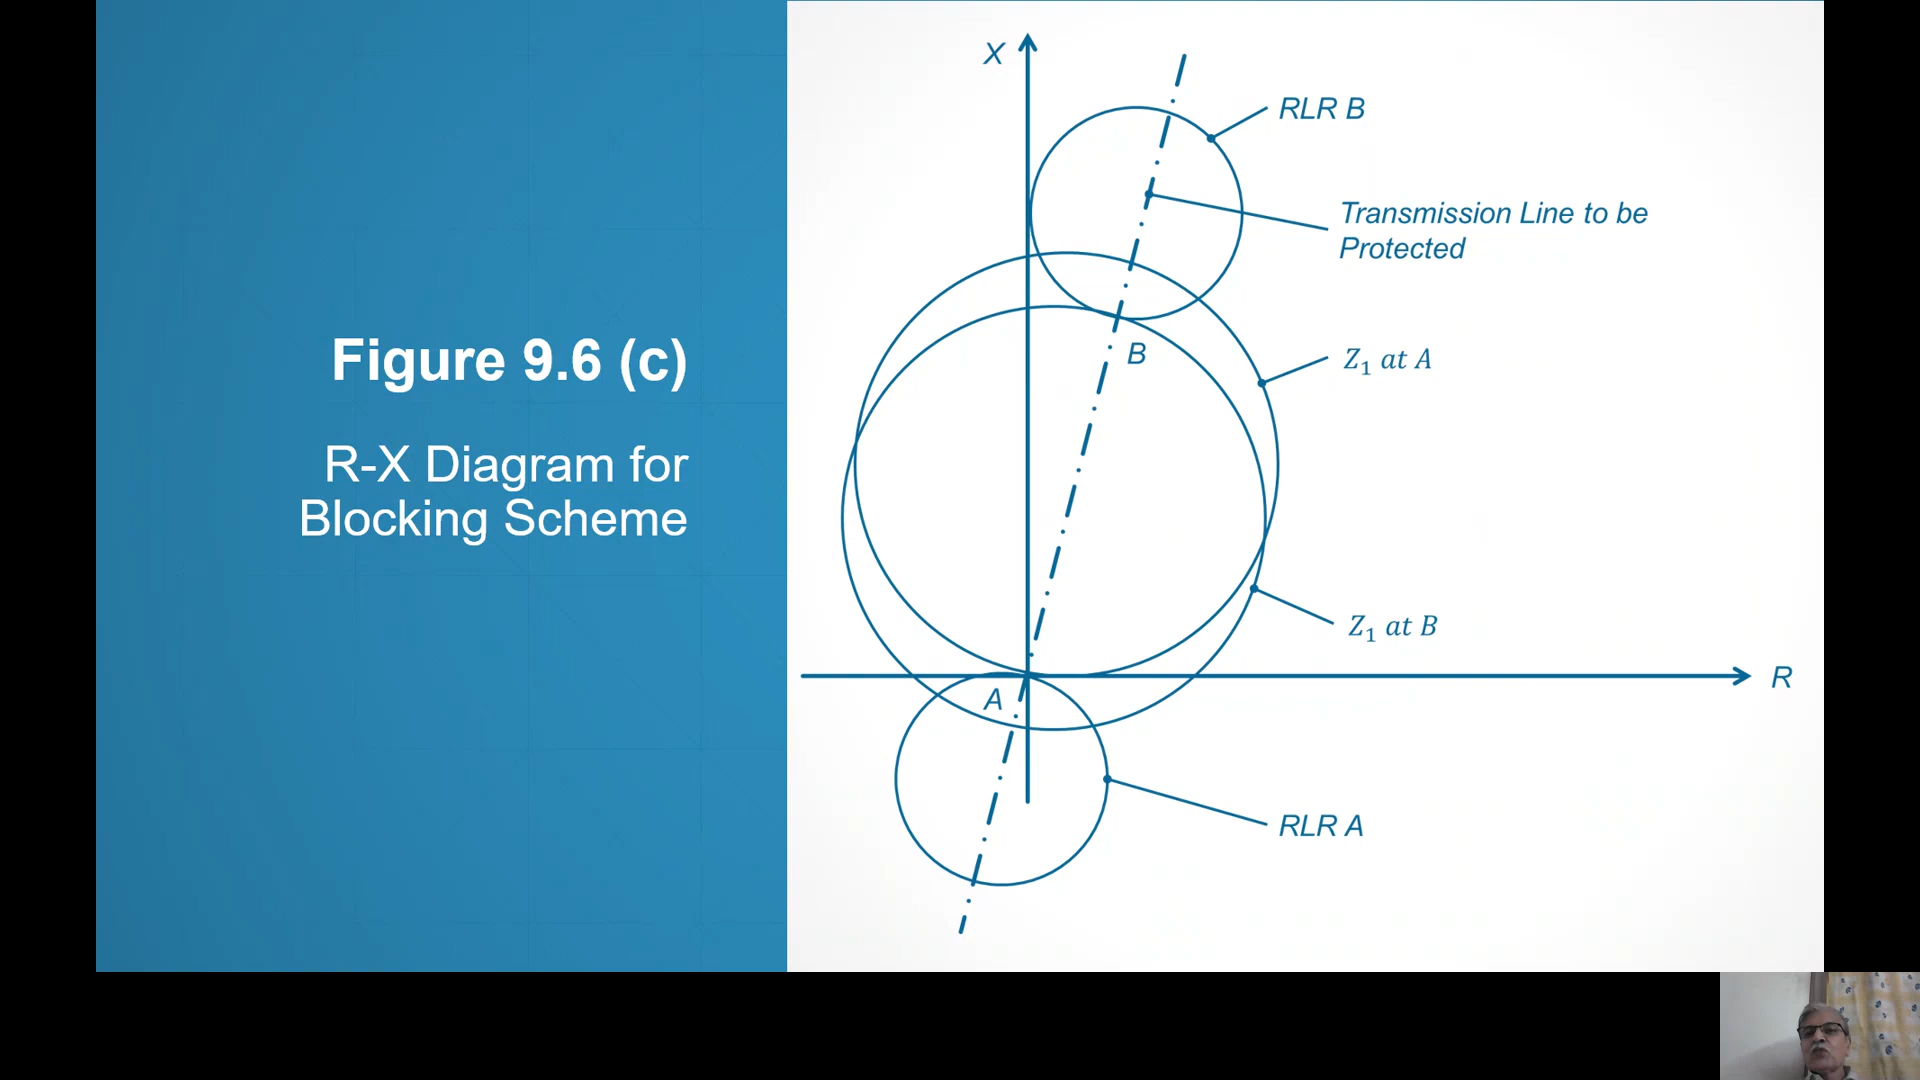 Figure 9.6 (c)
R-X Diagram for
Blocking Scheme
X
RLR B
Transmission Line to be
Protected
B
Z₁ at A
Z₁ at B
R
A
RLR A